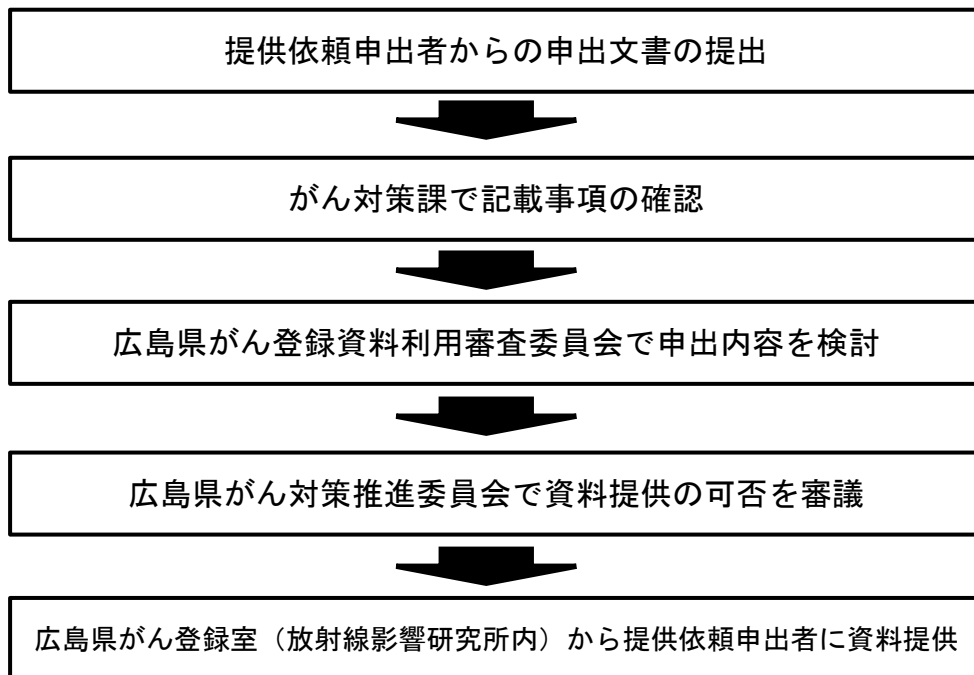 提供依頼申出者からの申出文書の提出
がん対策課で記載事項の確認
広島県がん登録資料利用審査委員会で申出内容を検討
広島県がん対策推進委員会で資料提供の可否を審議
広島県がん登録室（放射線影響研究所内）から提供依頼申出者に資料提供